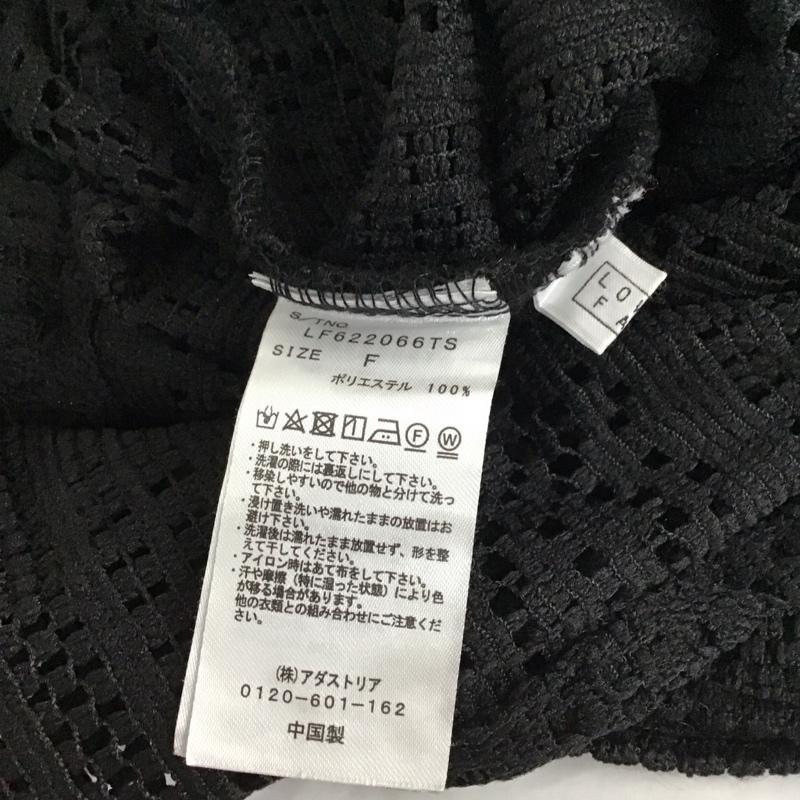 S/TNO
LF622066TS
SIZE F
ポリエステル 100%
F W
・押し洗いをして下さい。
・洗濯の際には裏返しにして下さい。
・移染しやすいので他の物と分けて洗っ
て下さい。
・浸け置き洗いや濡れたままの放置はお
避け下さい。
・洗濯後は濡れたまま放置せず、形を整
えて干してください。
・アイロン時はあて布をして下さい。
・汗や摩擦（特に湿った状態）により色
が移る場合があります。
他の衣類との組み合わせにご注意くだ
さい。
(株)アダストリア
0120-601-162
中国製
LO
FA